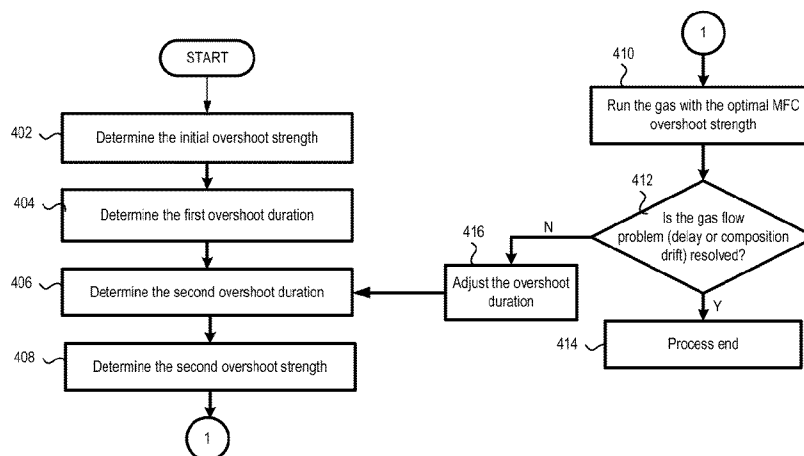 START
402
Determine the initial overshoot strength
404
Determine the first overshoot duration
406
Determine the second overshoot duration
408
Determine the second overshoot strength
1
1
410
Run the gas with the optimal MFC
overshoot strength
412
Is the gas flow
problem (delay or composition
drift) resolved?
N
416
Adjust the overshoot
duration
Y
414
Process end